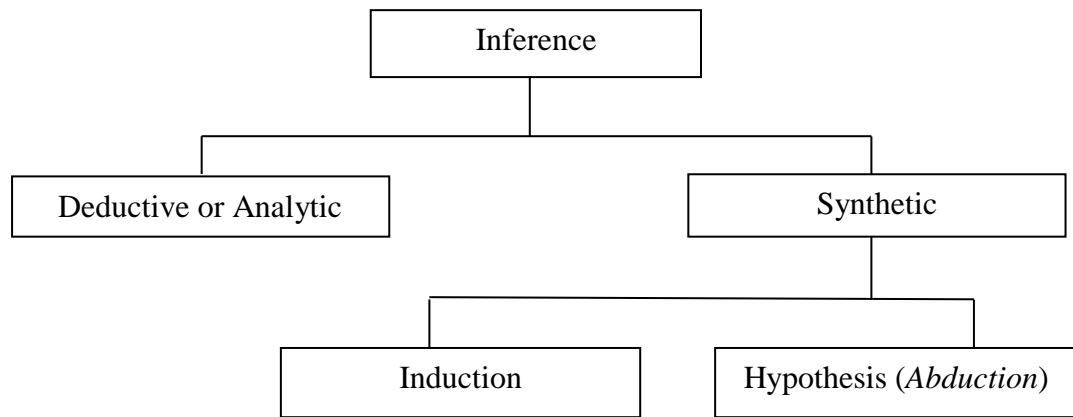 Inference
Deductive or Analytic
Synthetic
Induction
Hypothesis (Abduction)